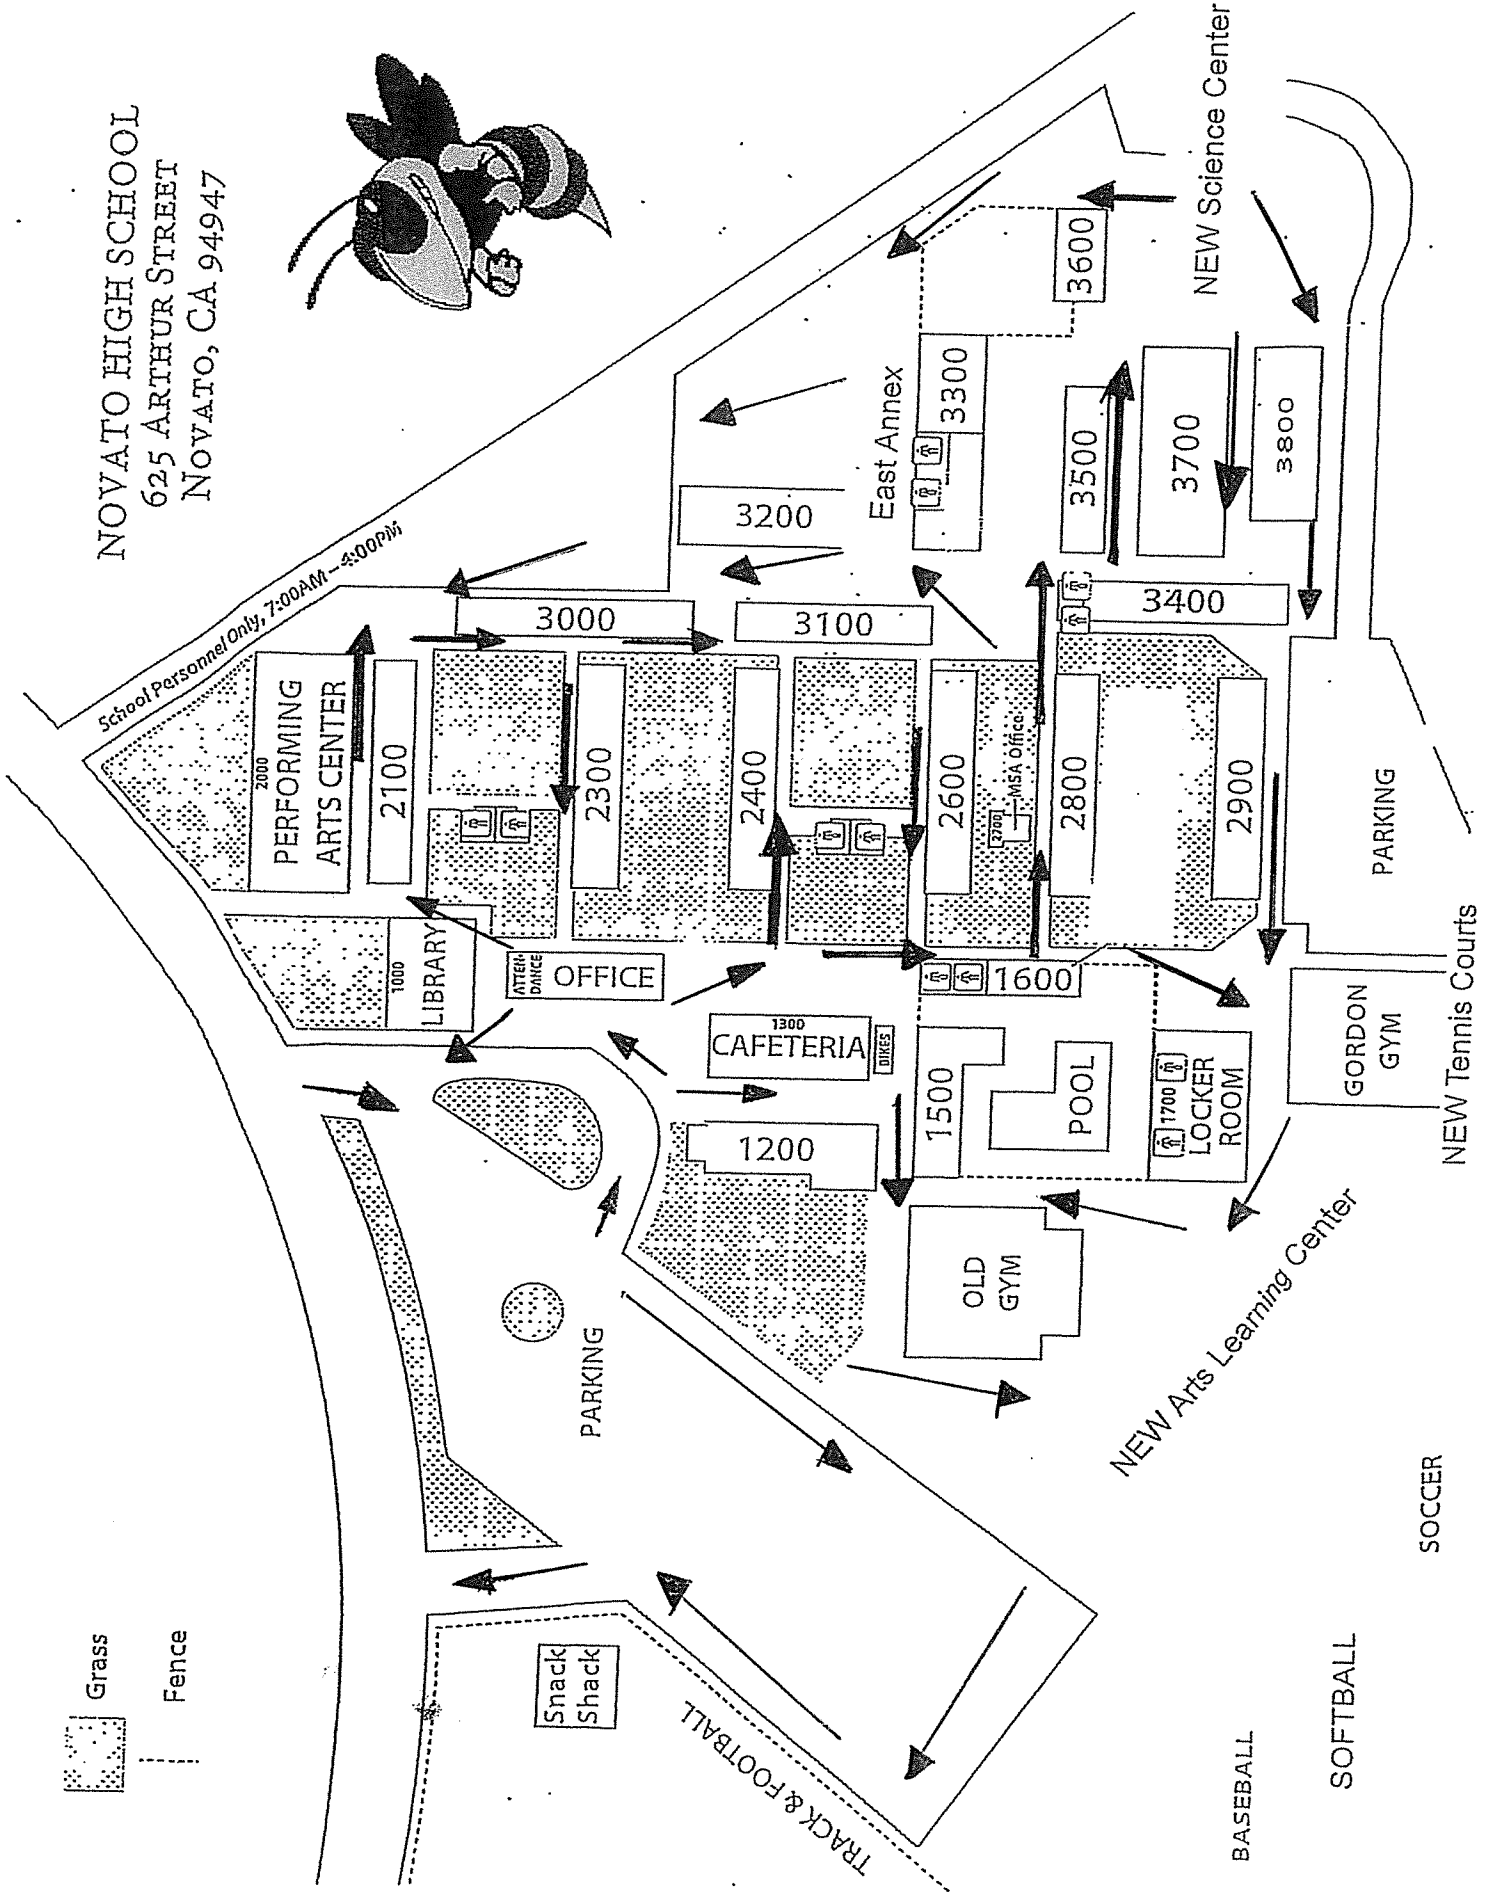 NOVATO HIGH SCHOOL
625 ARTHUR STREET
NOVATO, CA 94947
School Personnel Only, 7:00AM – 4:00PM
Grass
Fence
2000
PERFORMING
ARTS CENTER
2100
2300
2400
2600
2700
MSA Office
2800
2900
3000
3100
3200
East Annex
3300
3400
3500
3600
3700
3800
NEW Science Center
1000
LIBRARY
ATTEN-
DANCE
OFFICE
1300
CAFETERIA
BIKES
1200
1500
1600
POOL
1700
LOCKER
ROOM
OLD
GYM
GORDON
GYM
PARKING
PARKING
NEW Tennis Courts
NEW Arts Learning Center
Snack
Shack
TRACK & FOOTBALL
SOCCER
SOFTBALL
BASEBALL